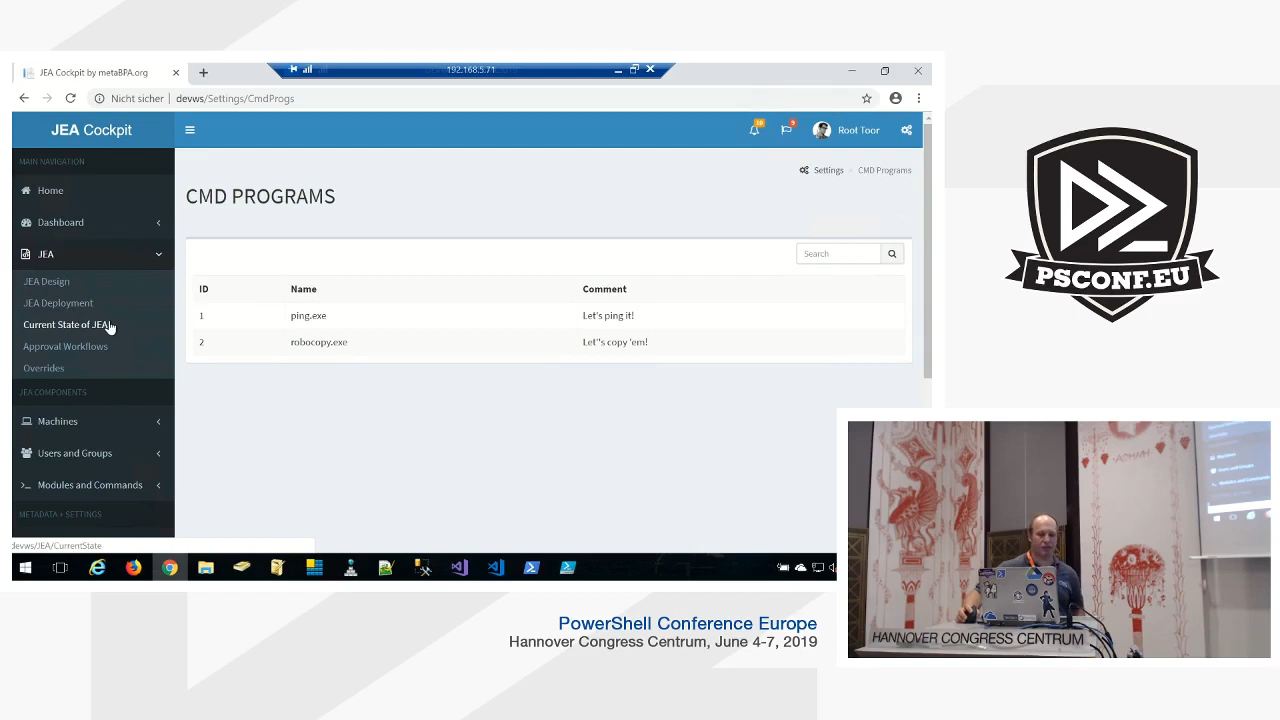 JEA Cockpit by metaBPA.org
192.168.5.71
Nicht sicher | devws/Settings/CmdProgs
JEA Cockpit
Root Toor
MAIN NAVIGATION
Settings
CMD Programs
Home
CMD PROGRAMS
Dashboard
JEA
Search
JEA Design
ID Name Comment
JEA Deployment
1 ping.exe Let's ping it!
Current State of JEA
2 robocopy.exe Let"s copy 'em!
Approval Workflows
Overrides
JEA COMPONENTS
Machines
Users and Groups
Modules and Commands
METADATA + SETTINGS
devws/JEA/CurrentState
PSCONF.EU
HANNOVER CONGRESS CENTRUM
PowerShell Conference Europe
Hannover Congress Centrum, June 4-7, 2019